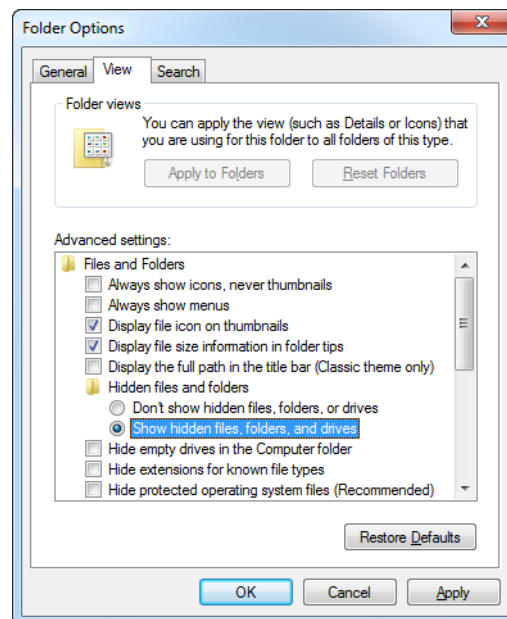 Folder Options
General View Search
Folder views
You can apply the view (such as Details or Icons) that
you are using for this folder to all folders of this type.
Apply to Folders Reset Folders
Advanced settings:
Files and Folders
Always show icons, never thumbnails
Always show menus
Display file icon on thumbnails
Display file size information in folder tips
Display the full path in the title bar (Classic theme only)
Hidden files and folders
Don't show hidden files, folders, or drives
Show hidden files, folders, and drives
Hide empty drives in the Computer folder
Hide extensions for known file types
Hide protected operating system files (Recommended)
Restore Defaults
OK Cancel Apply